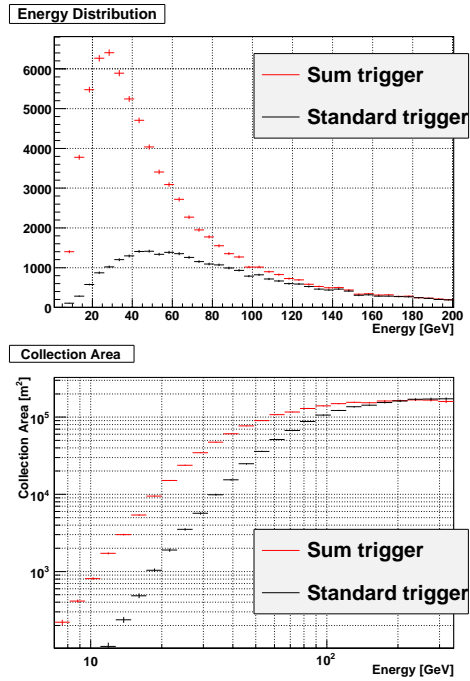 Energy Distribution
6000
5000
4000
3000
2000
1000
0
Sum trigger
Standard trigger
20 40 60 80 100 120 140 160 180 200
Energy [GeV]
Collection Area
Collection Area [m²]
10⁵
10⁴
10³
Sum trigger
Standard trigger
10 10²
Energy [GeV]